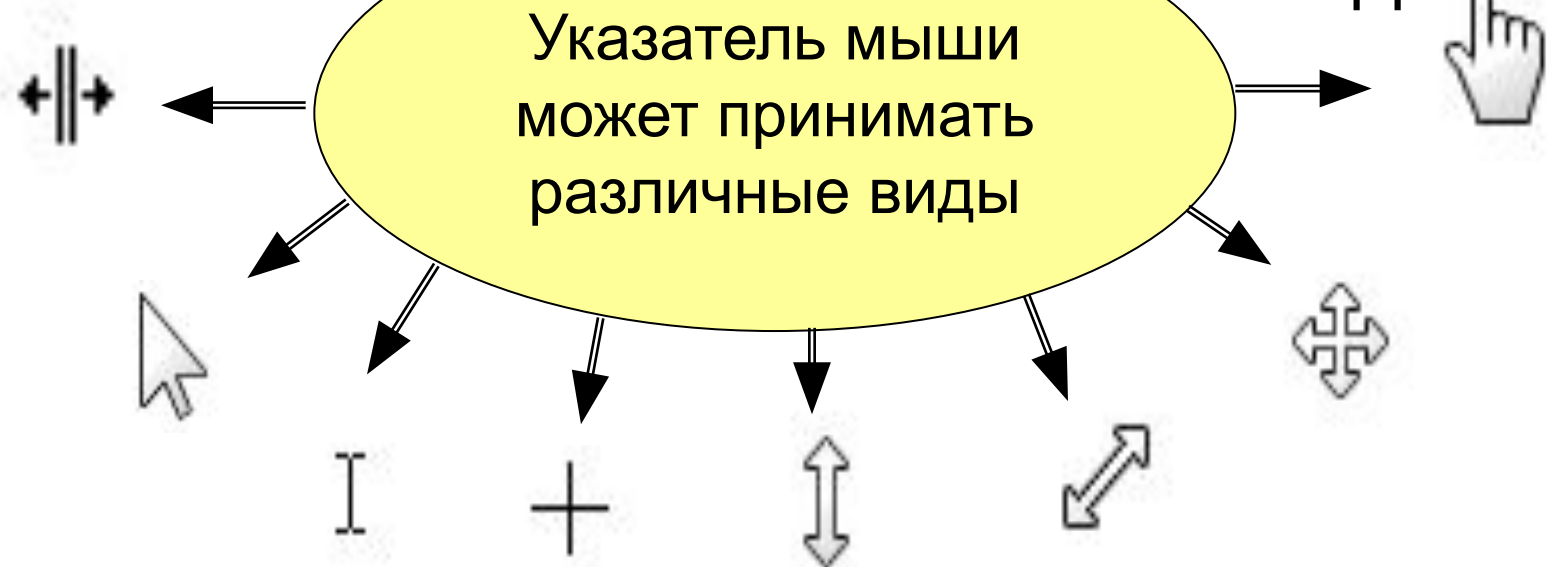 Указатель мыши
может принимать
различные виды